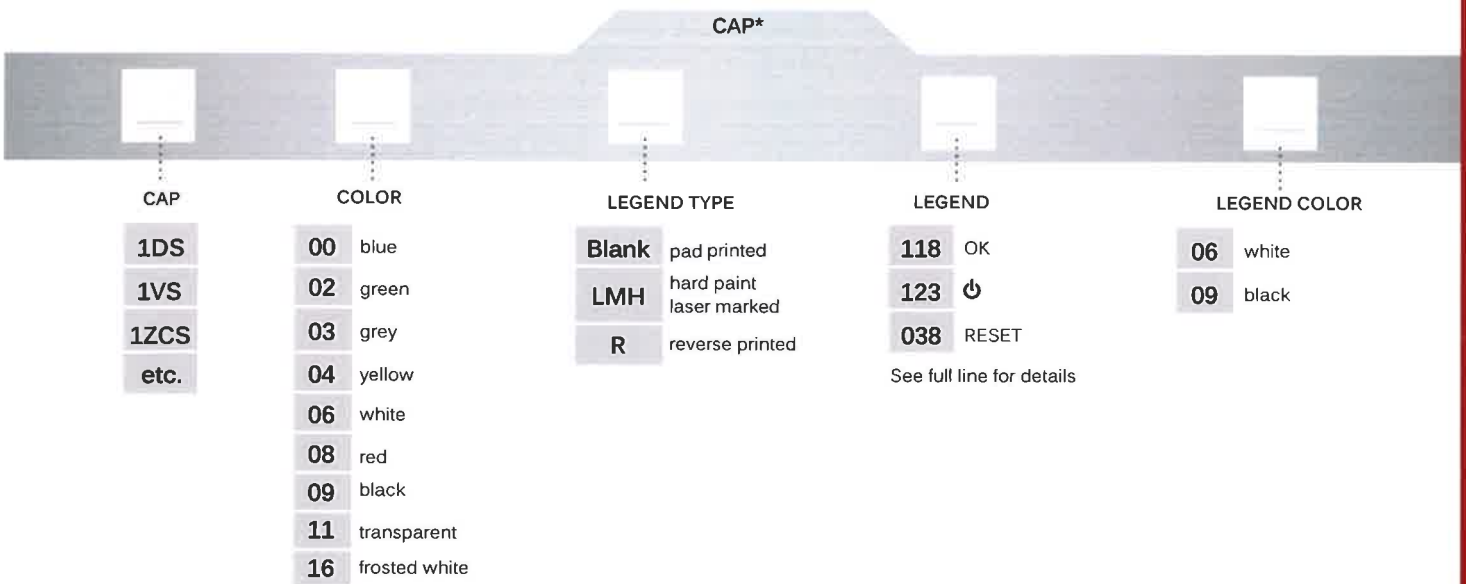 CAP*
CAP
1DS
1VS
1ZCS
etc.
COLOR
00 blue
02 green
03 grey
04 yellow
06 white
08 red
09 black
11 transparent
16 frosted white
LEGEND TYPE
Blank pad printed
LMH hard paint
laser marked
R reverse printed
LEGEND
118 OK
123 ⏻
038 RESET
See full line for details
LEGEND COLOR
06 white
09 black